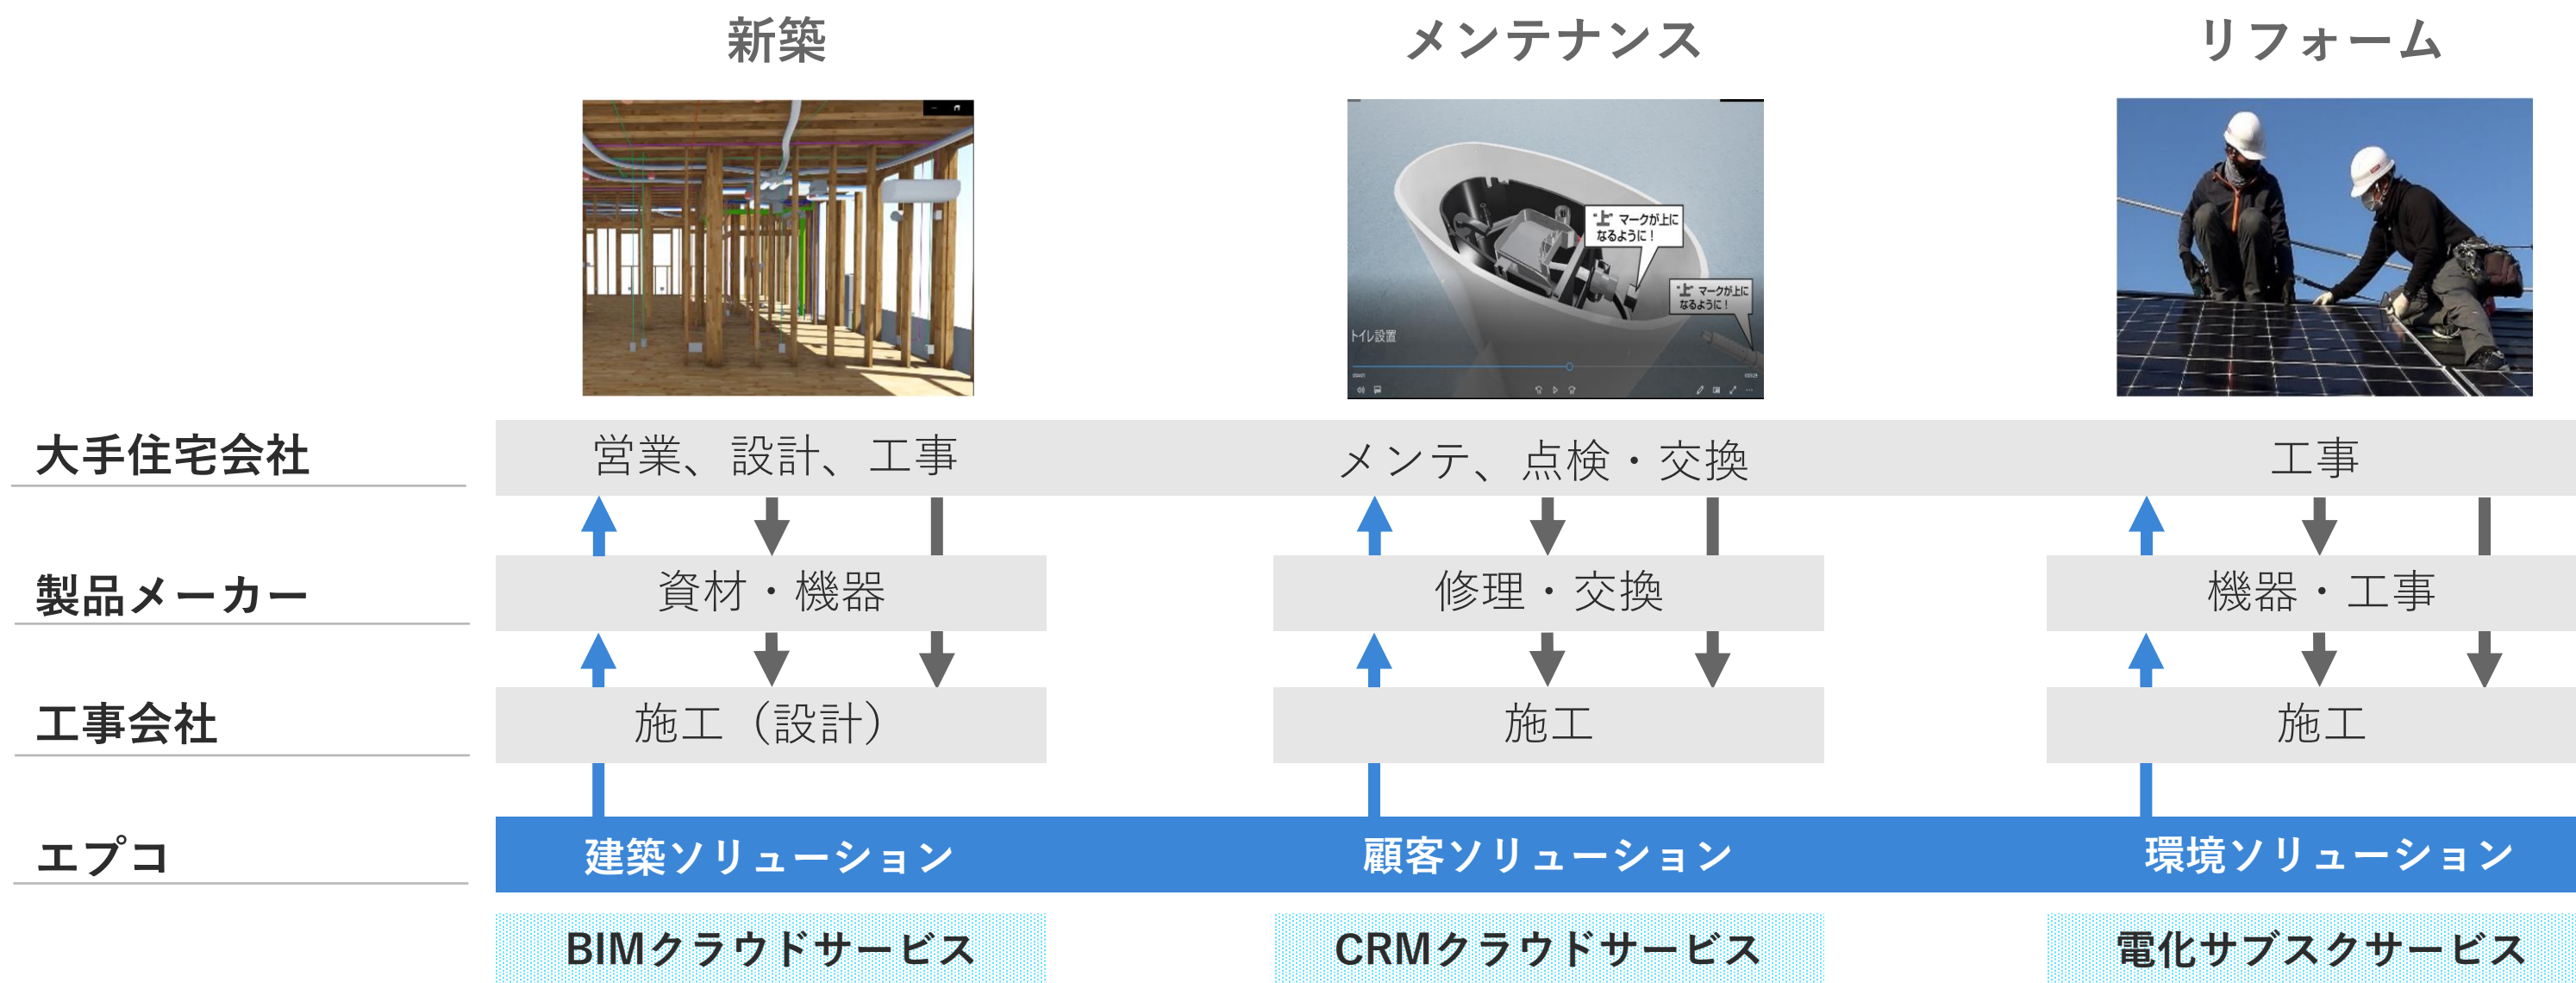 新築
メンテナンス
リフォーム
"上" マークが上に
なるように！
"上" マークが上に
なるように！
トイレ設置
大手住宅会社
営業、設計、工事
メンテ、点検・交換
工事
製品メーカー
資材・機器
修理・交換
機器・工事
工事会社
施工（設計）
施工
施工
エプコ
建築ソリューション
顧客ソリューション
環境ソリューション
BIMクラウドサービス
CRMクラウドサービス
電化サブスクサービス